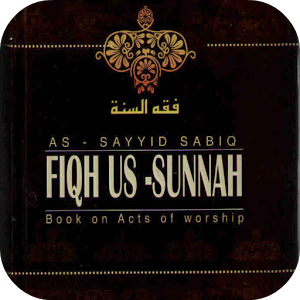 فقه السنة
AS - SAYYID SABIQ
FIQH US -SUNNAH
Book on Acts of worship